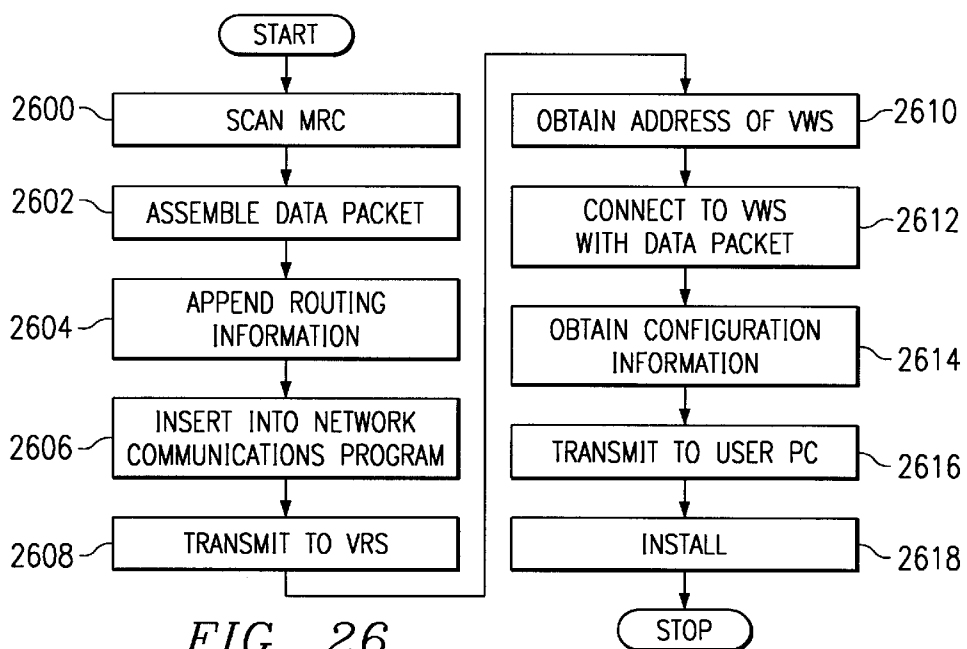 START
2600
SCAN MRC
2602
ASSEMBLE DATA PACKET
2604
APPEND ROUTING
INFORMATION
2606
INSERT INTO NETWORK
COMMUNICATIONS PROGRAM
2608
TRANSMIT TO VRS
OBTAIN ADDRESS OF VWS
2610
CONNECT TO VWS
WITH DATA PACKET
2612
OBTAIN CONFIGURATION
INFORMATION
2614
TRANSMIT TO USER PC
2616
INSTALL
2618
STOP
FIG. 26